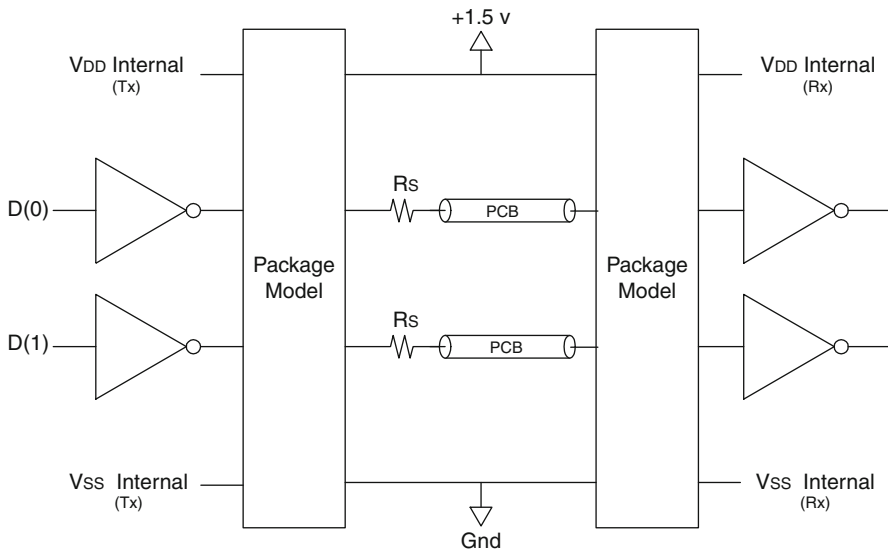 +1.5 v
VDD Internal
(Tx)
VDD Internal
(Rx)
D(0)
Rs
PCB
Package
Model
Package
Model
D(1)
Rs
PCB
Vss Internal
(Tx)
Vss Internal
(Rx)
Gnd